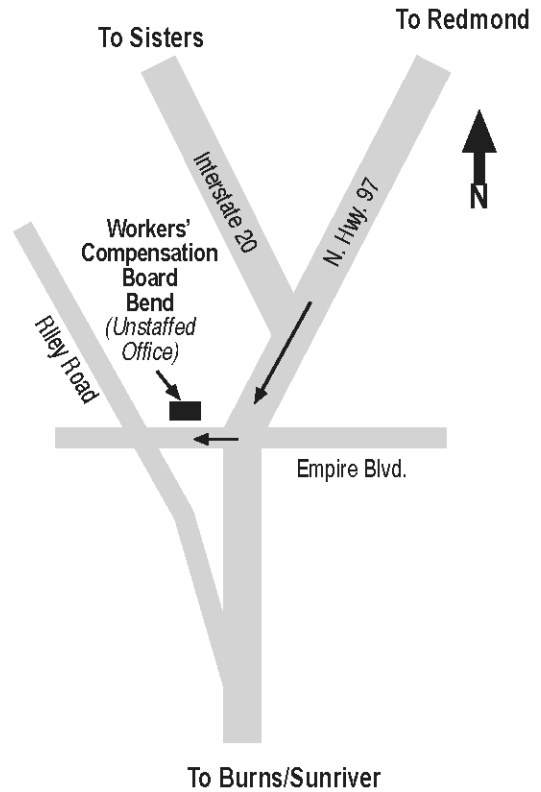 To Sisters
To Redmond
Interstate 20
N. Hwy. 97
N
Workers'
Compensation
Board
Bend
(Unstaffed
Office)
Riley Road
Empire Blvd.
To Burns/Sunriver